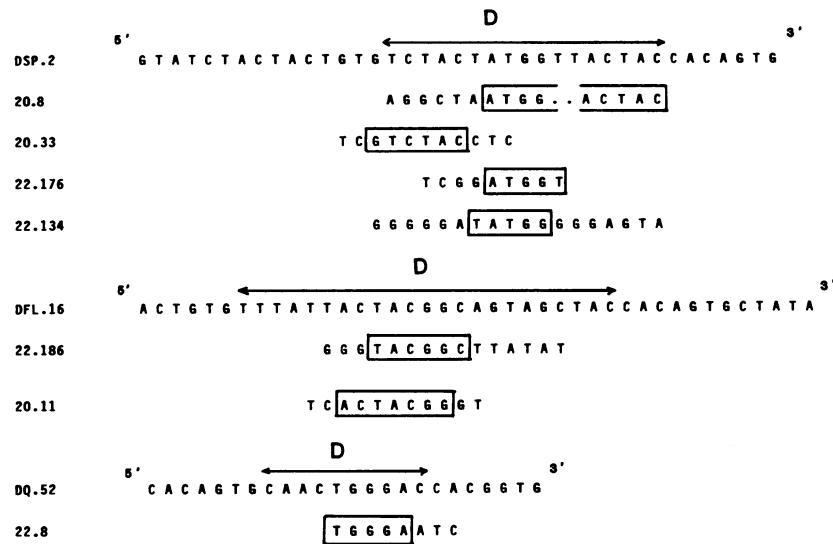 D
5' 3'
DSP.2 G T A T C T A C T A C T G T G T C T A C T A T G G T T A C T A C C A C A G T G
20.8 A G G C T A A T G G . . A C T A C
20.33 T C G T C T A C C T C
22.176 T C G G A T G G T
22.134 G G G G G A T A T G G G G G A G T A
D
5' 3'
DFL.16 A C T G T G T T T A T T A C T A C G G C A G T A G C T A C C A C A G T G C T A T A
22.186 G G G T A C G G C T T A T A T
20.11 T C A C T A C G G G T
D
5' 3'
DQ.52 C A C A G T G C A A C T G G G A C C A C G G T G
22.8 T G G G A A T C